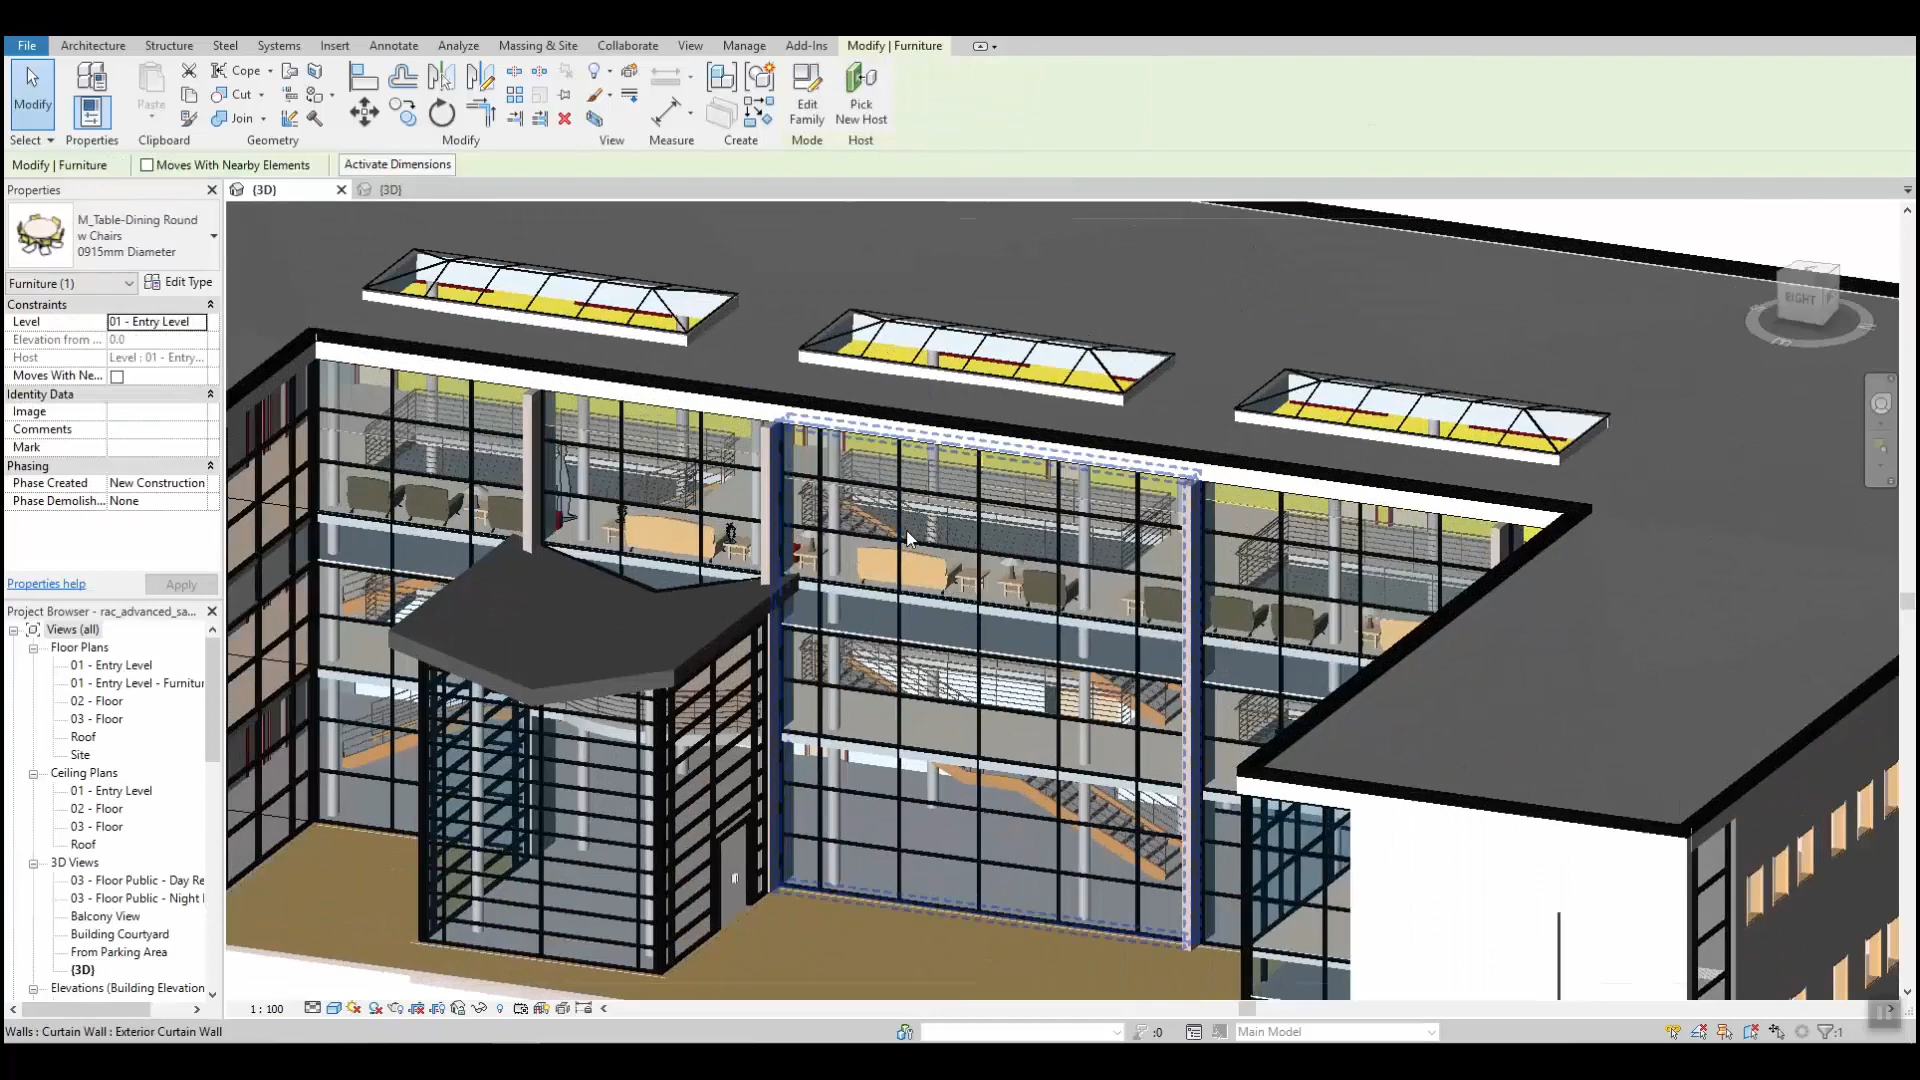 File Architecture Structure Steel Systems Insert Annotate Analyze Massing & Site Collaborate View Manage Add-Ins Modify | Furniture
Modify
Paste
Cope
Cut
Join
Edit Family
Pick New Host
Select Properties Clipboard Geometry Modify View Measure Create Mode Host
Modify | Furniture Moves With Nearby Elements Activate Dimensions
Properties
{3D} {3D}
M_Table-Dining Round
w Chairs
0915mm Diameter
Furniture (1) Edit Type
Constraints
Level 01 - Entry Level
Elevation from ... 0.0
Host Level : 01 - Entry...
Moves With Ne...
Identity Data
Image
Comments
Mark
Phasing
Phase Created New Construction
Phase Demolish... None
Properties help Apply
Project Browser - rac_advanced_sa...
Views (all)
Floor Plans
01 - Entry Level
01 - Entry Level - Furnitur
02 - Floor
03 - Floor
Roof
Site
Ceiling Plans
01 - Entry Level
02 - Floor
03 - Floor
Roof
3D Views
03 - Floor Public - Day Re
03 - Floor Public - Night
Balcony View
Building Courtyard
From Parking Area
{3D}
Elevations (Building Elevation
RIGHT
1 : 100
Walls : Curtain Wall : Exterior Curtain Wall
:0
Main Model
:1